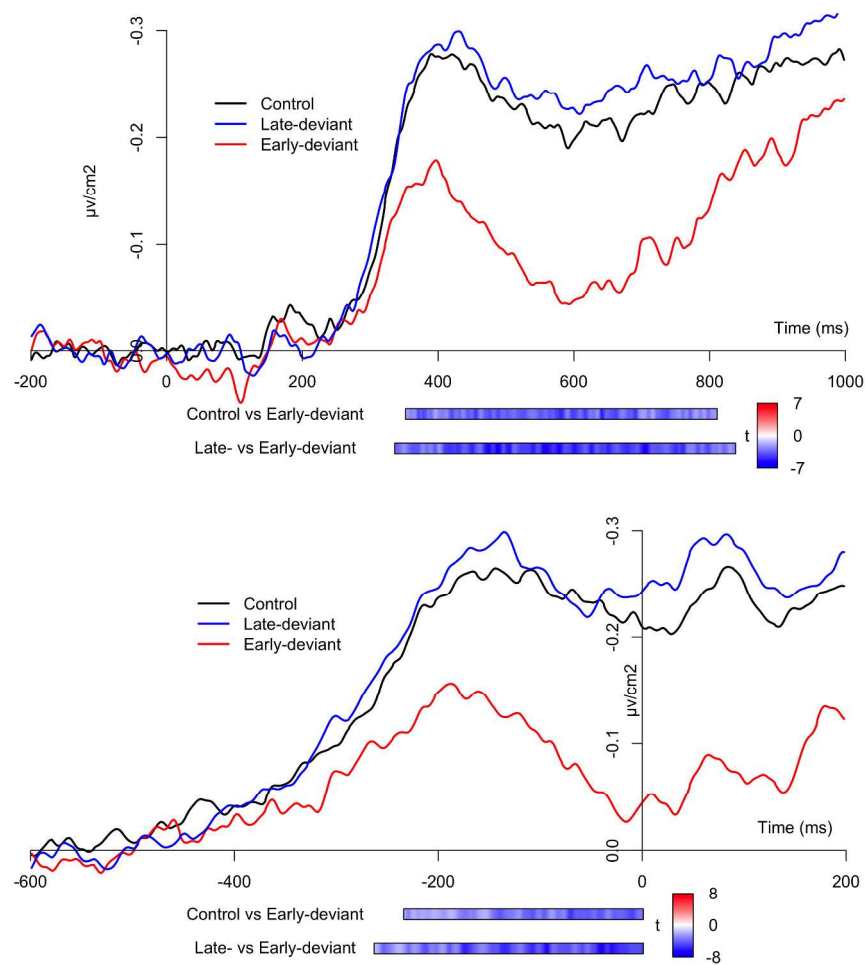 -0.3
Control
Late-deviant
Early-deviant
-0.2
μv/cm2
-0.1
Time (ms)
0.0
-200 0 200 400 600 800 1000
Control vs Early-deviant
7
t 0
Late- vs Early-deviant
-7
-0.3
Control
Late-deviant
Early-deviant
-0.2
μv/cm2
-0.1
Time (ms)
0.0
-600 -400 -200 0 200
Control vs Early-deviant
8
t 0
Late- vs Early-deviant
-8